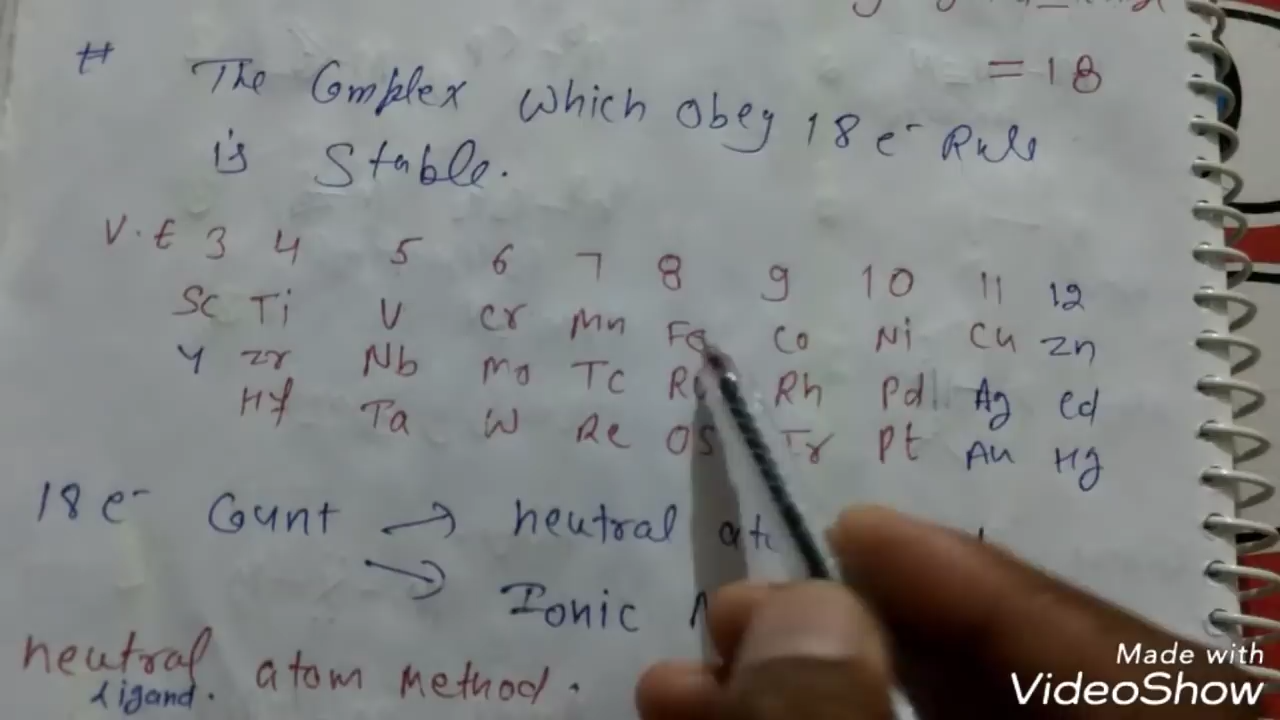 = 18
# The Complex which obey 18 e⁻ Rule
is Stable.
V.E 3 4 5 6 7 8 9 10 11 12
Sc Ti V Cr Mn Fe Co Ni Cu Zn
Y Zr Nb Mo Tc Rh Pd Ag Cd
Hf Ta W Re Os Ir Pt Au Hg
18 e⁻ Count → neutral
→ Ionic
neutral atom method.
Ligand.
Made with
VideoShow